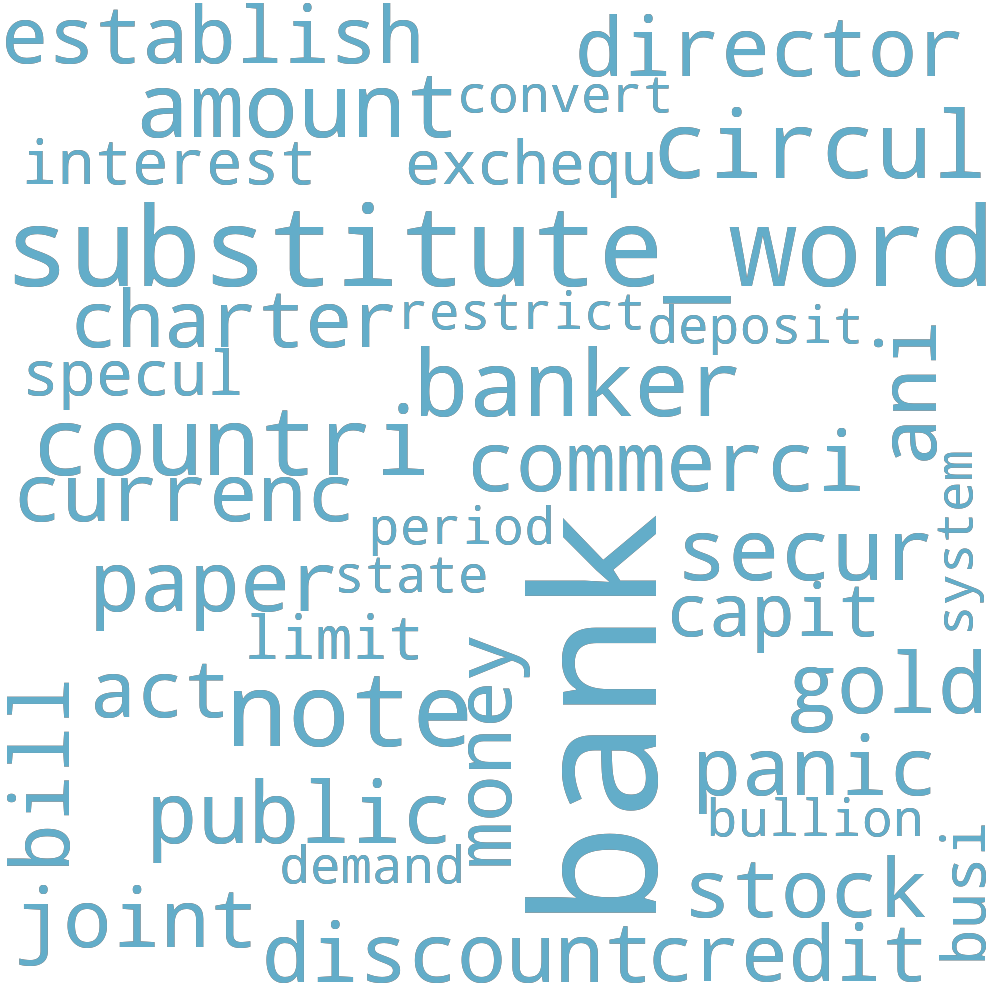 establish
director
amount
convert
circul
interest
exchequ
substitute_word
charter
restrict
deposit
specul
banker
ani
countri
commerci
currenc
system
period
secur
paper
state
capit
limit
bank
act
note
money
gold
bill
panic
public
bullion
demand
busi
joint
stock
discount
credit